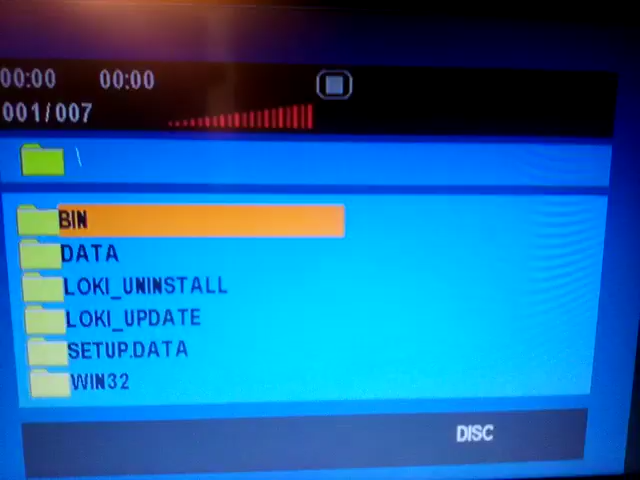 00:00 00:00
001/007
\
BIN
DATA
LOKI_UNINSTALL
LOKI_UPDATE
SETUP.DATA
WIN32
DISC